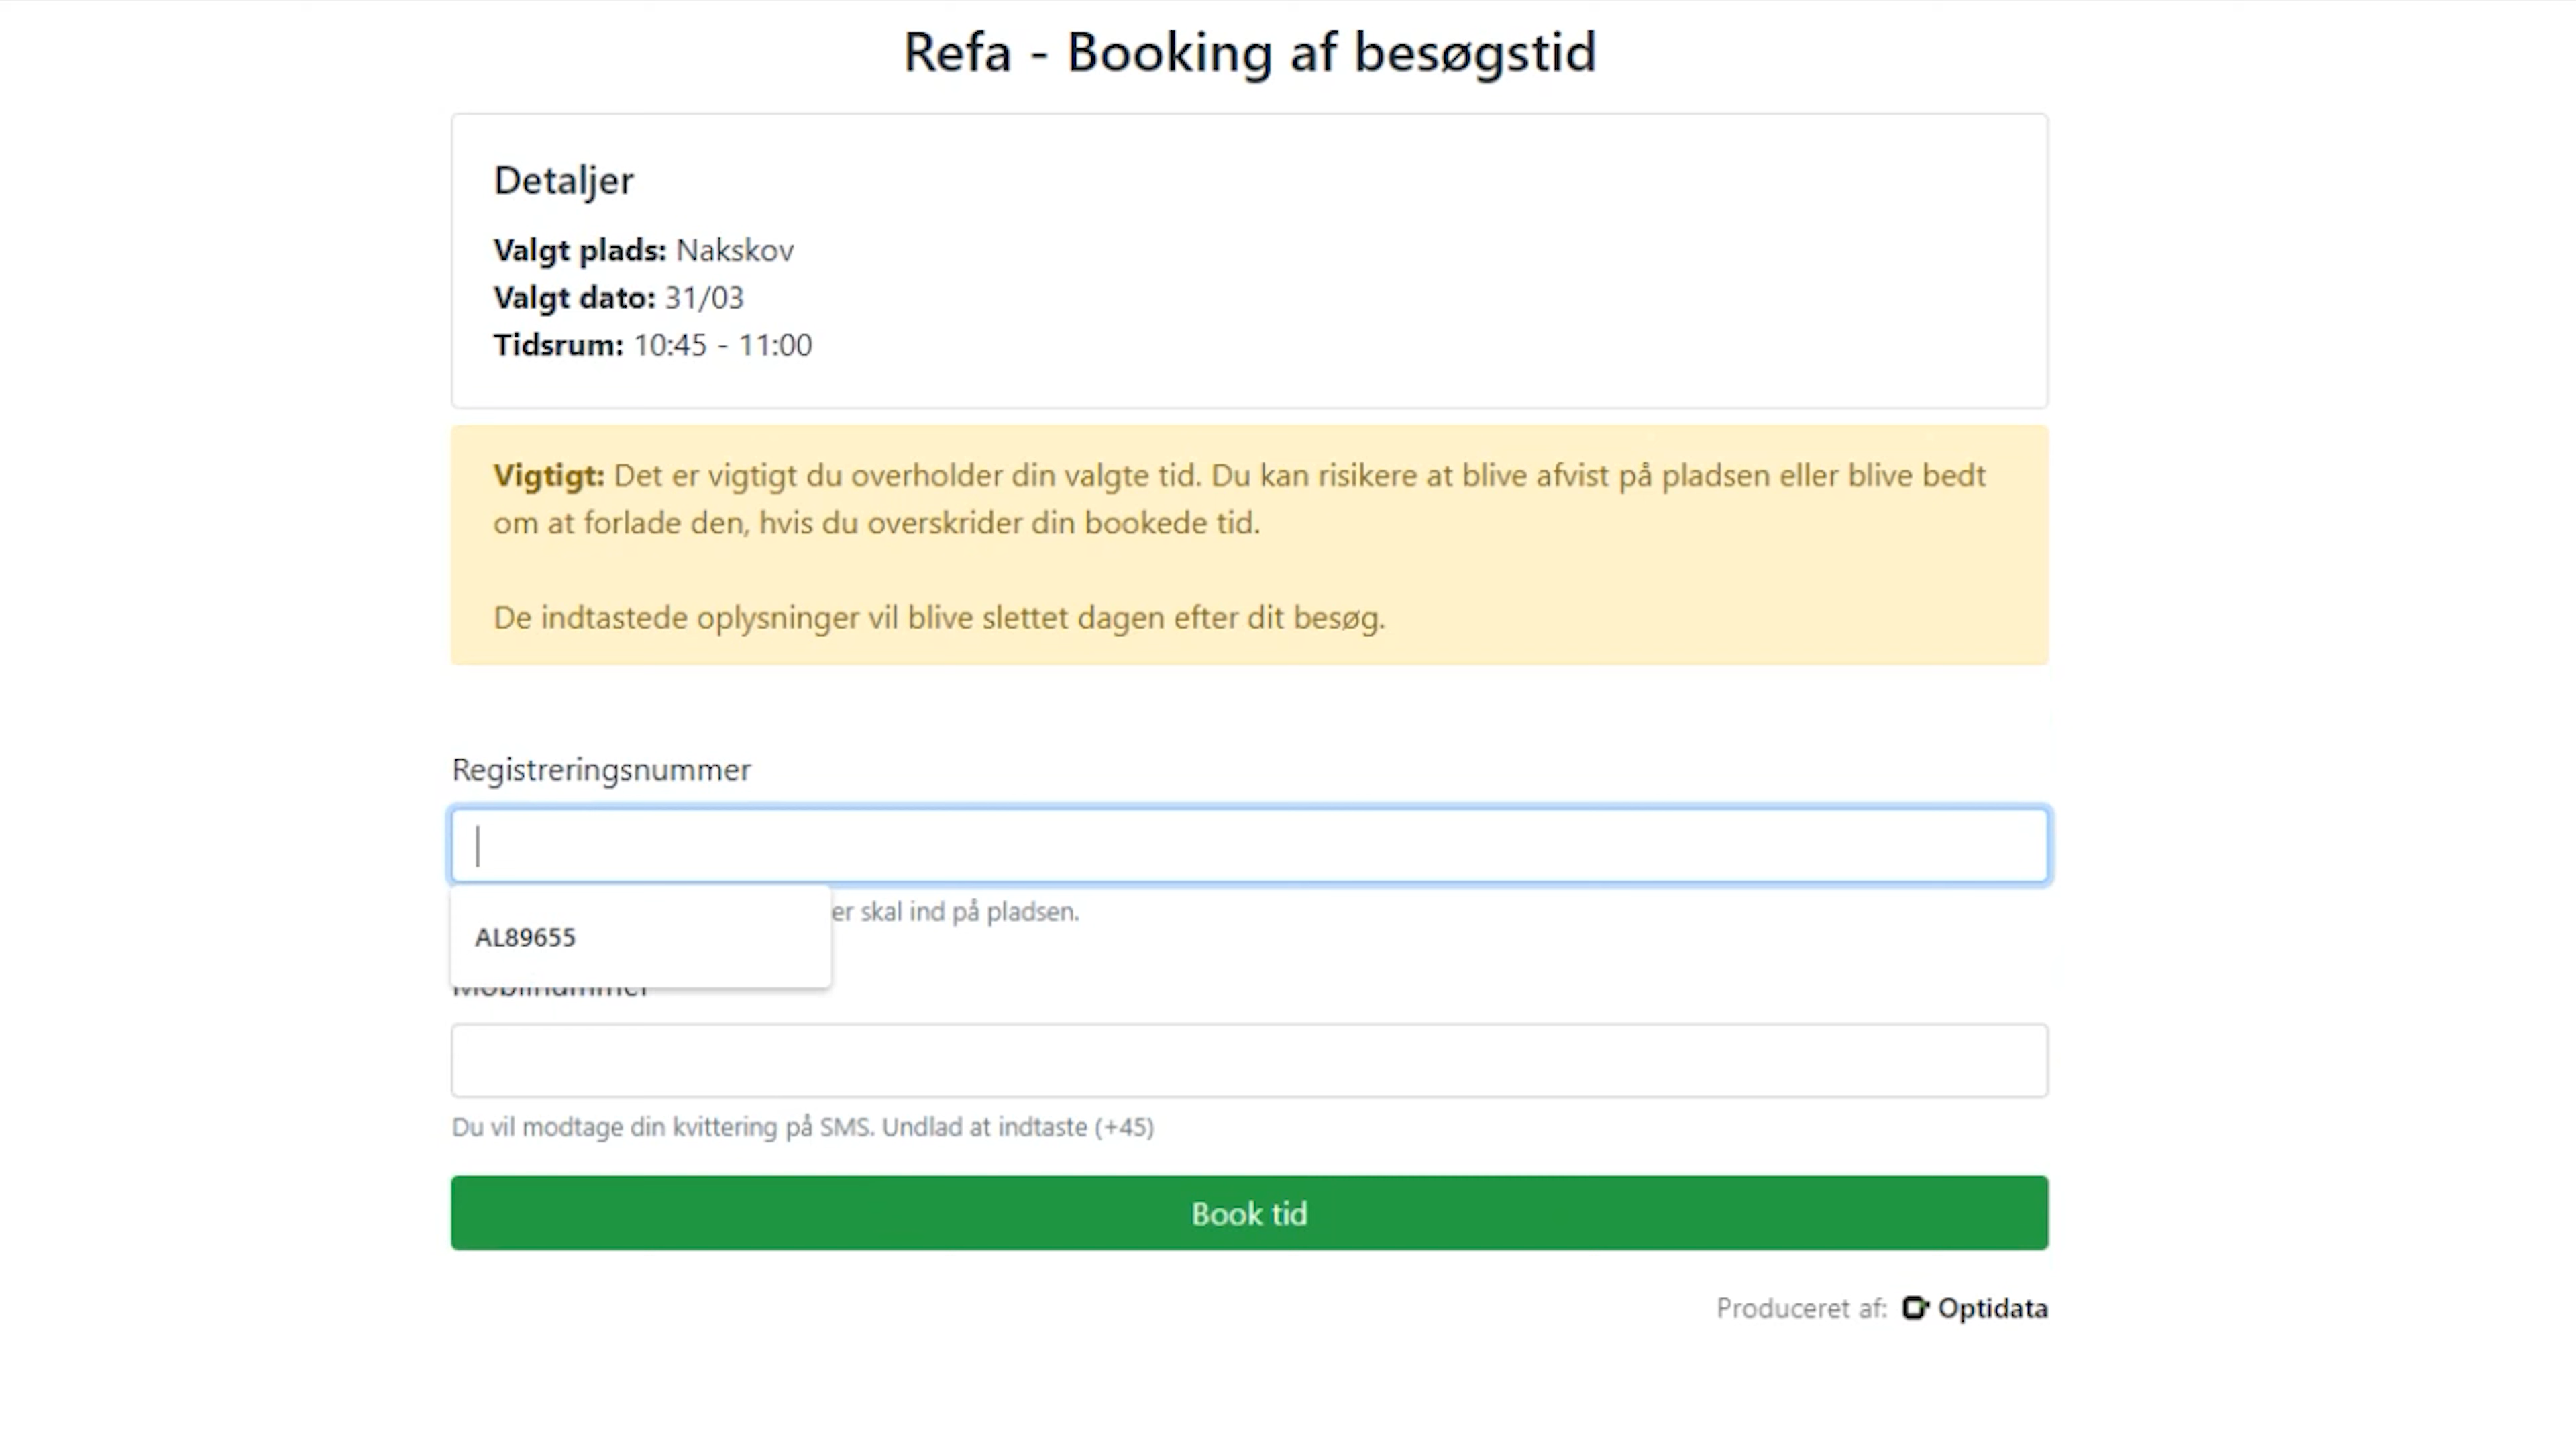 Refa - Booking af besøgstid
Detaljer
Valgt plads: Nakskov
Valgt dato: 31/03
Tidsrum: 10:45 - 11:00
Vigtigt: Det er vigtigt du overholder din valgte tid. Du kan risikere at blive afvist på pladsen eller blive bedt
om at forlade den, hvis du overskrider din bookede tid.
De indtastede oplysninger vil blive slettet dagen efter dit besøg.
Registreringsnummer
er skal ind på pladsen.
AL89655
Mobilnummer
Du vil modtage din kvittering på SMS. Undlad at indtaste (+45)
Book tid
Produceret af: Optidata